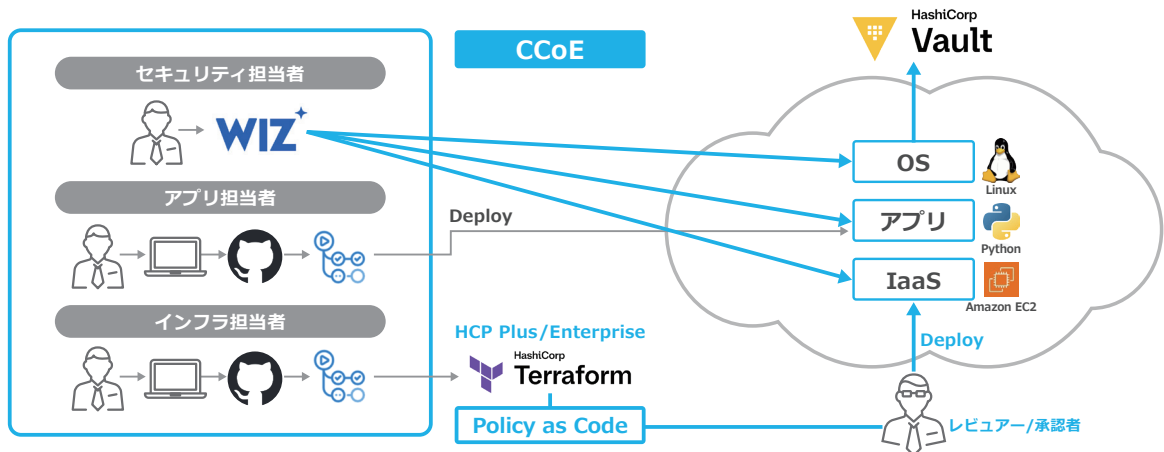 CCoE
セキュリティ担当者
WIZ
アプリ担当者
Deploy
インフラ担当者
HCP Plus/Enterprise
HashiCorp
Terraform
Policy as Code
HashiCorp
Vault
OS
Linux
アプリ
Python
IaaS
Amazon EC2
Deploy
レビュアー/承認者